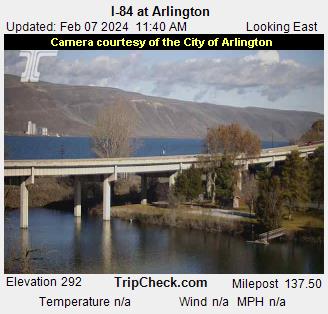 I-84 at Arlington
Updated: Feb 07 2024 11:40 AM Looking East
Camera courtesy of the City of Arlington
Elevation 292 TripCheck.com Milepost 137.50
Temperature n/a Wind n/a MPH n/a